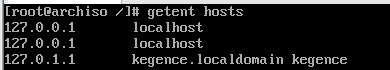 [root@archiso /]# getent hosts
127.0.0.1       localhost
127.0.0.1       localhost
127.0.1.1       kegence.localdomain kegence